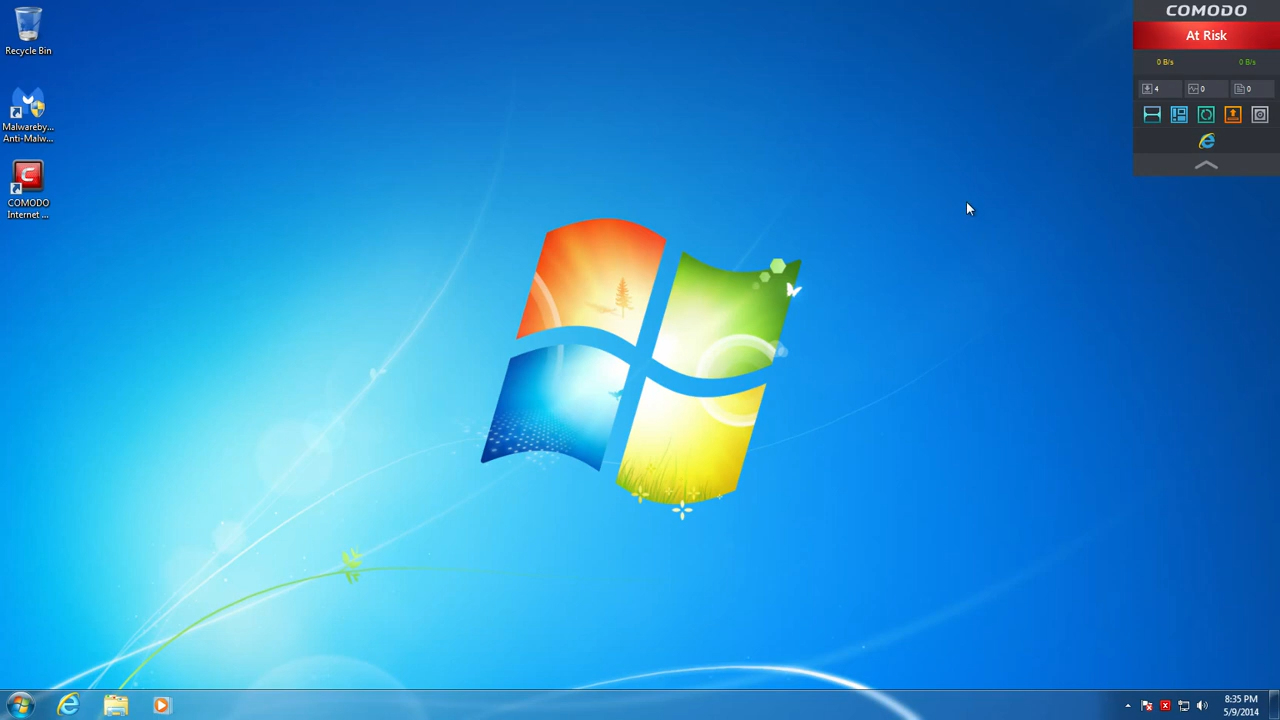 Recycle Bin
Malwareby...
Anti-Malw...
COMODO
Internet ...
COMODO
At Risk
0 B/s 0 B/s
4 0 0
8:35 PM
5/9/2014